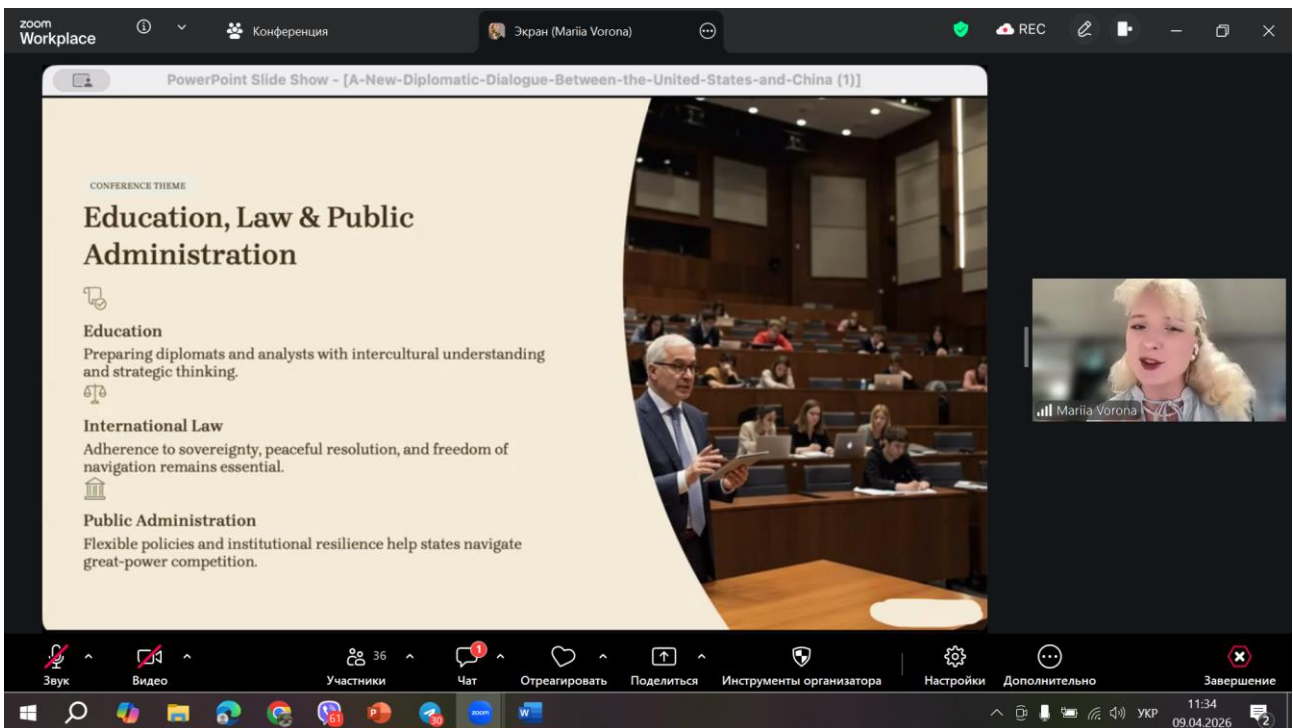 zoom
Workplace
Конференция
Экран (Mariia Vorona)
REC
PowerPoint Slide Show - [A-New-Diplomatic-Dialogue-Between-the-United-States-and-China (1)]
CONFERENCE THEME
Education, Law & Public
Administration
Education
Preparing diplomats and analysts with intercultural understanding
and strategic thinking.
International Law
Adherence to sovereignty, peaceful resolution, and freedom of
navigation remains essential.
Public Administration
Flexible policies and institutional resilience help states navigate
great-power competition.
Mariia Vorona
Звук
Видео
36
Участники
1
Чат
Отреагировать
Поделиться
Инструменты организатора
Настройки
Дополнительно
Завершение
61
zoom
УКР
11:34
09.04.2026
2